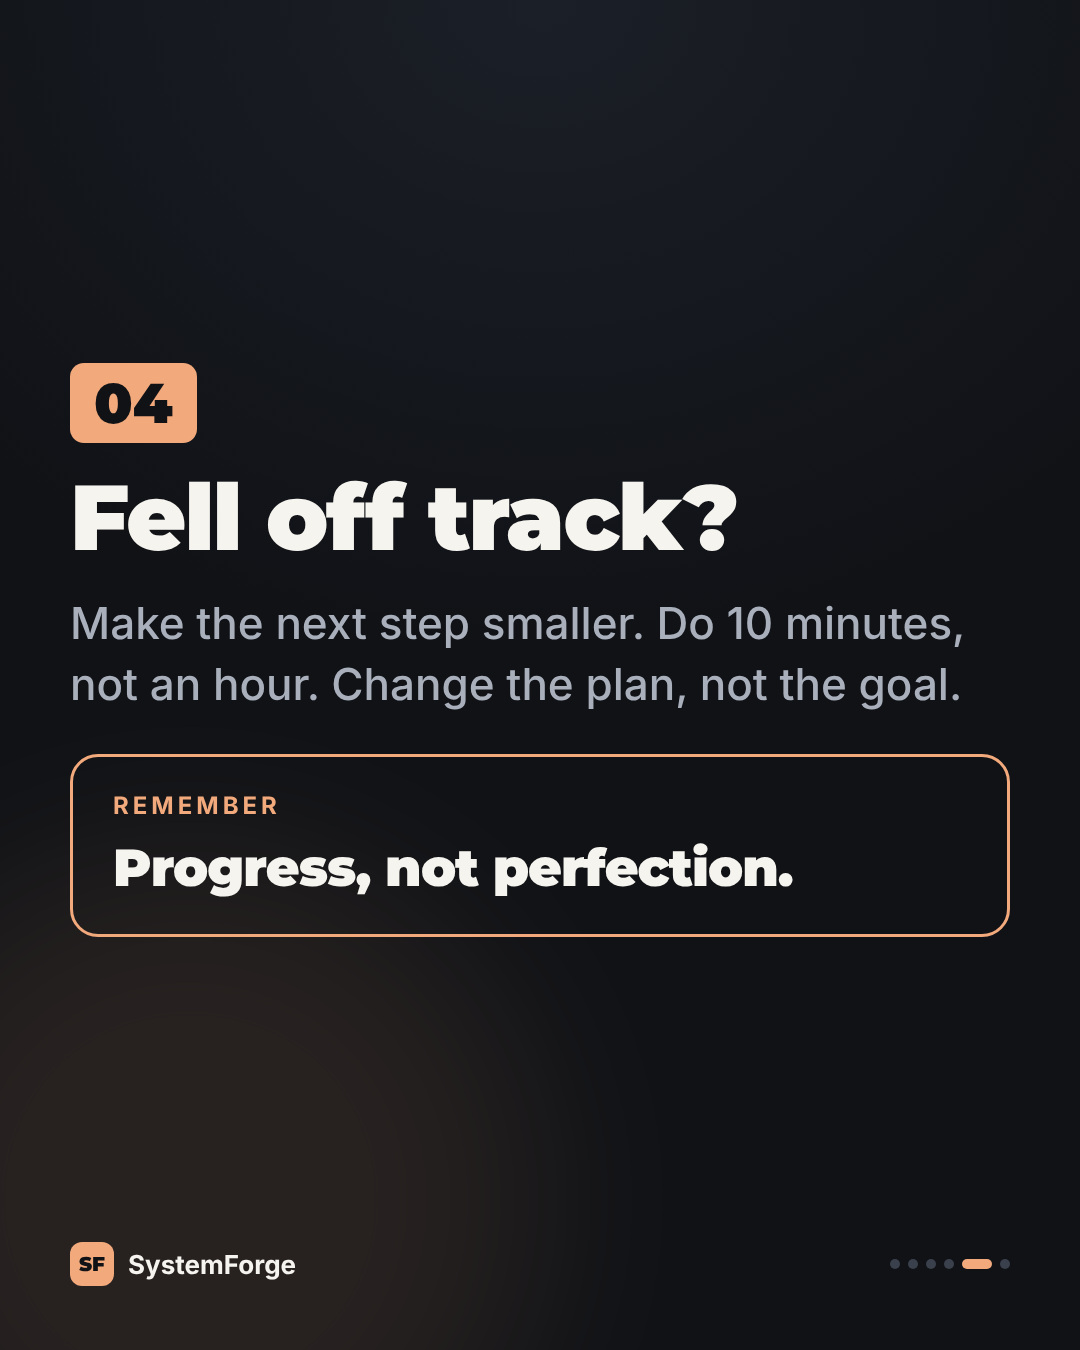 04
Fell off track?
Make the next step smaller. Do 10 minutes,
not an hour. Change the plan, not the goal.
REMEMBER
Progress, not perfection.
SF SystemForge